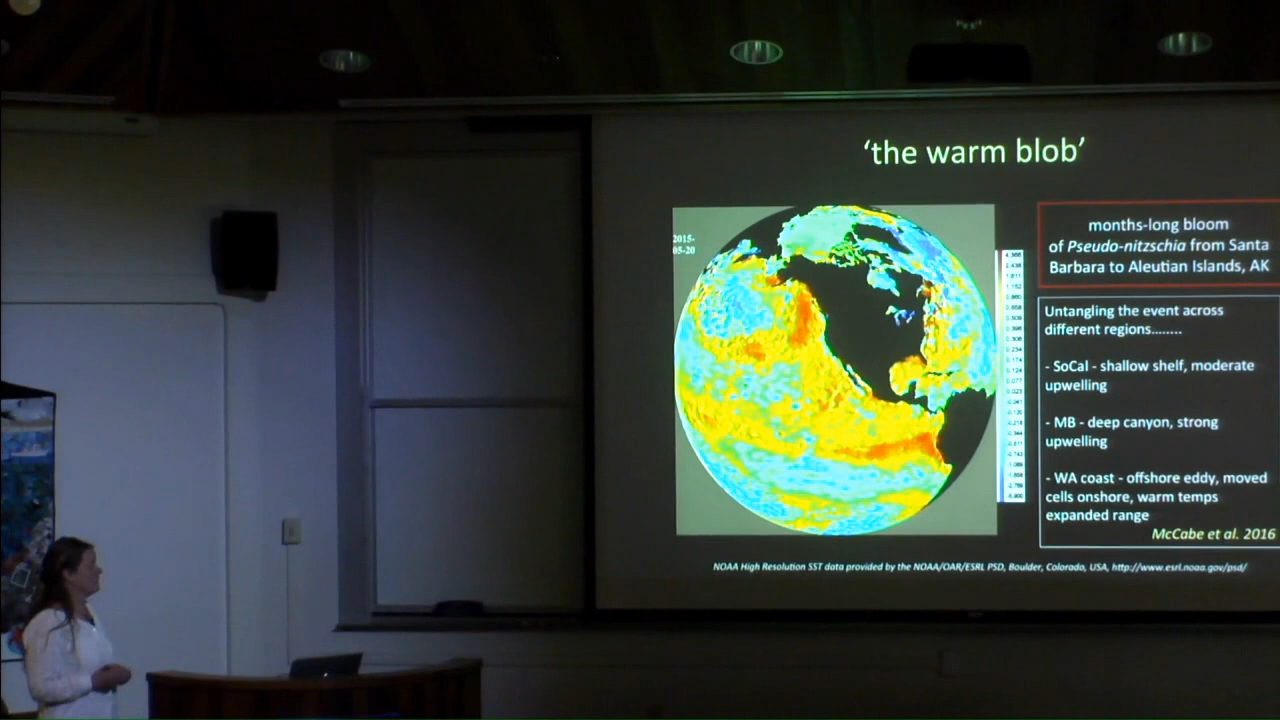 ‘the warm blob’
2015-
05-20
months-long bloom
of Pseudo-nitzschia from Santa
Barbara to Aleutian Islands, AK
Untangling the event across
different regions........
- SoCal - shallow shelf, moderate
upwelling
- MB - deep canyon, strong
upwelling
- WA coast - offshore eddy, moved
cells onshore, warm temps
expanded range
McCabe et al. 2016
NOAA High Resolution SST data provided by the NOAA/OAR/ESRL PSD, Boulder, Colorado, USA, http://www.esrl.noaa.gov/psd/